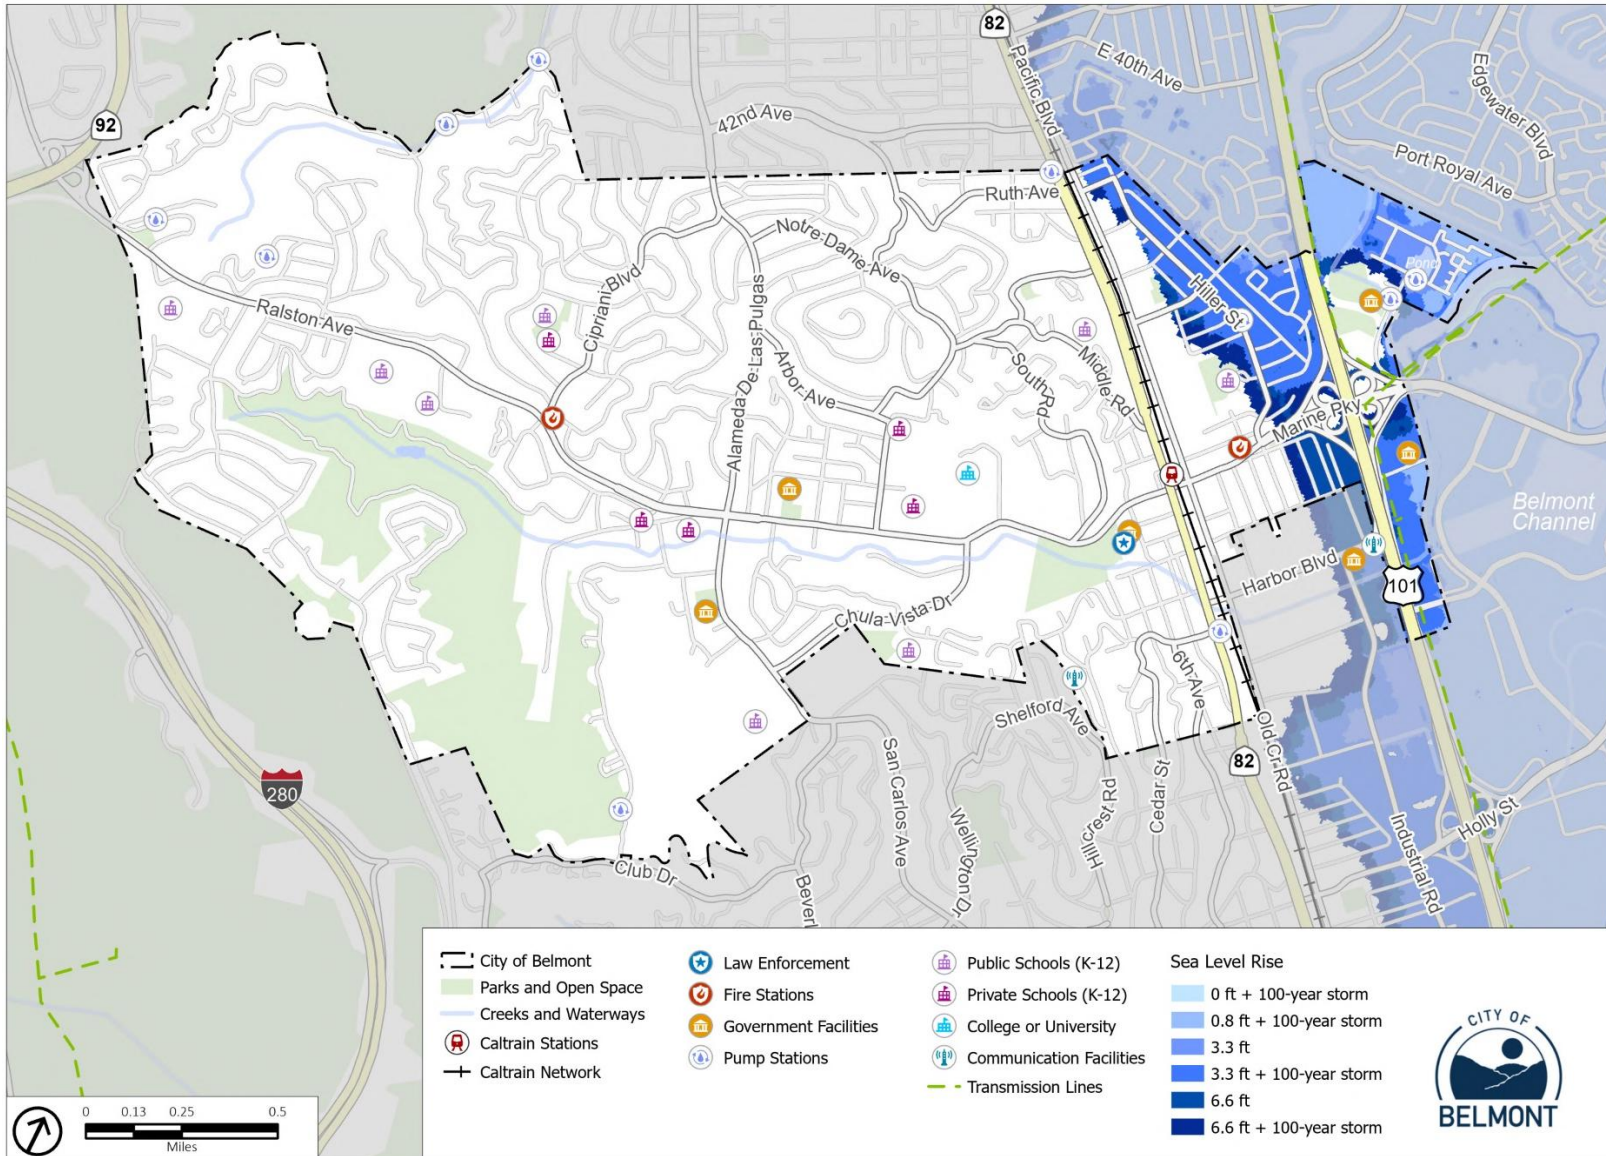 82
Pacific Blvd
E 40th Ave
Edgewater Blvd
92
42nd Ave
Port Royal Ave
Ruth Ave
Notre Dame Ave
Pond
Cipriani Blvd
Hiller St
Ralston Ave
Alameda De Las Pulgas
Arbor Ave
South Rd
Middle Rd
Marine Pky
Belmont
Channel
Harbor Blvd
101
Chula Vista Dr
6th Ave
Shelford Ave
Old Cr Rd
82
280
San Carlos Ave
Wellington Dr
Hillcrest Rd
Cedar St
Industrial Rd
Holly St
Club Dr
Beverl
City of Belmont
Parks and Open Space
Creeks and Waterways
Caltrain Stations
Caltrain Network
Law Enforcement
Fire Stations
Government Facilities
Pump Stations
Public Schools (K-12)
Private Schools (K-12)
College or University
Communication Facilities
Transmission Lines
Sea Level Rise
0 ft + 100-year storm
0.8 ft + 100-year storm
3.3 ft
3.3 ft + 100-year storm
6.6 ft
6.6 ft + 100-year storm
CITY OF
BELMONT
0 0.13 0.25 0.5
Miles